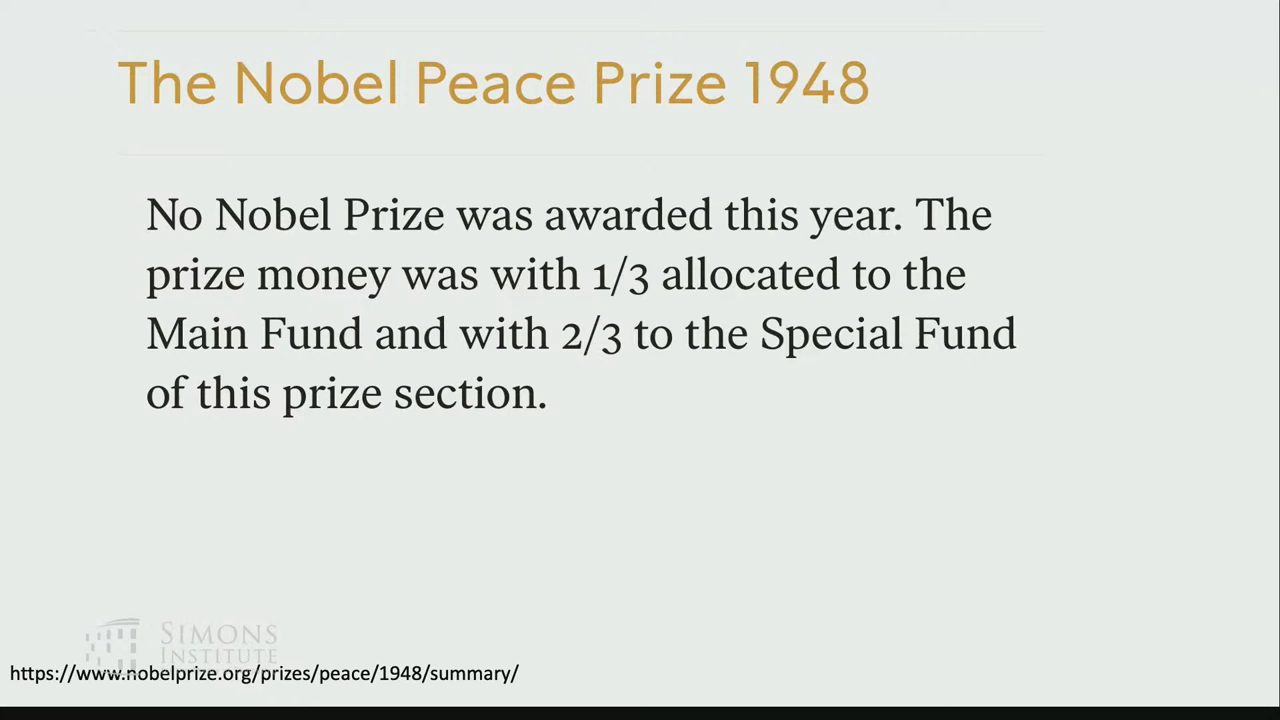 The Nobel Peace Prize 1948
No Nobel Prize was awarded this year. The
prize money was with 1/3 allocated to the
Main Fund and with 2/3 to the Special Fund
of this prize section.
SIMONS
INSTITUTE
https://www.nobelprize.org/prizes/peace/1948/summary/